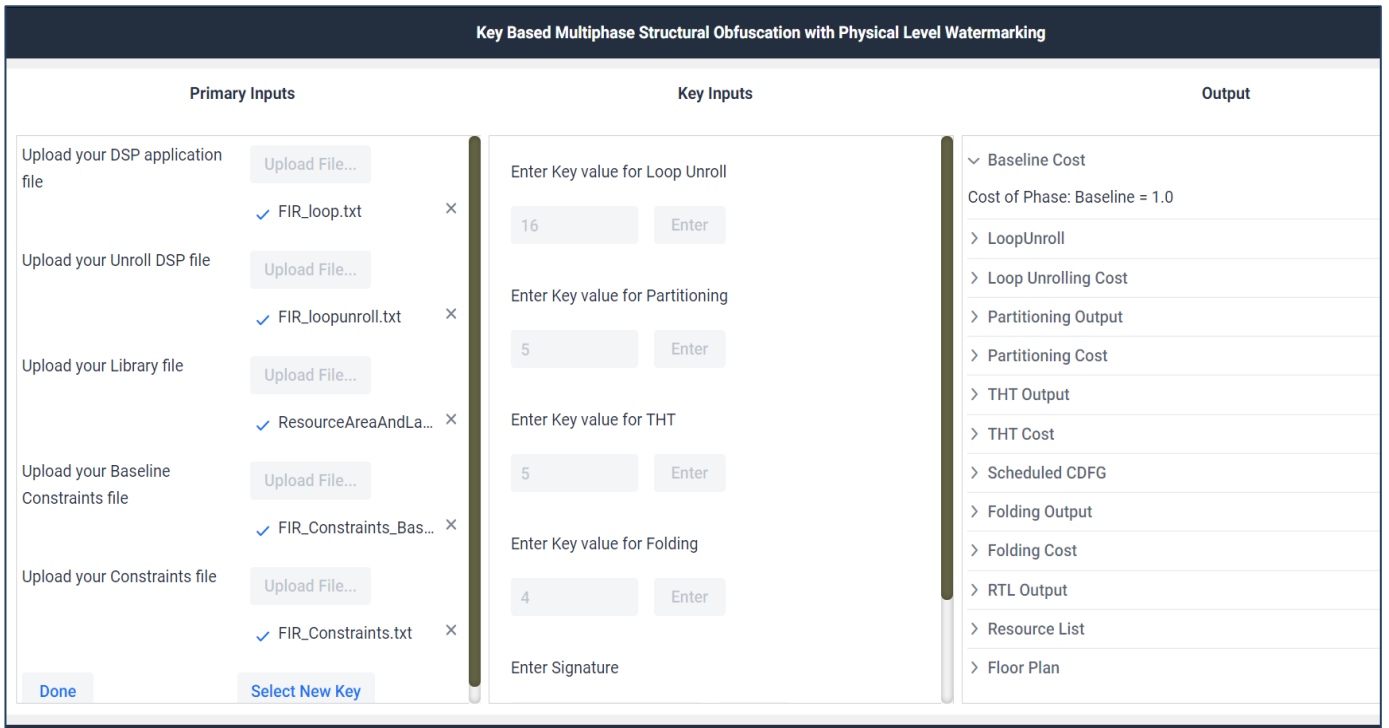 Key Based Multiphase Structural Obfuscation with Physical Level Watermarking
Primary Inputs
Upload your DSP application
file
Upload File...
FIR_loop.txt
Upload your Unroll DSP file
Upload File...
FIR_loopunroll.txt
Upload your Library file
Upload File...
ResourceAreaAndLa...
Upload your Baseline
Constraints file
Upload File...
FIR_Constraints_Bas...
Upload your Constraints file
Upload File...
FIR_Constraints.txt
Done
Select New Key
Key Inputs
Enter Key value for Loop Unroll
16
Enter
Enter Key value for Partitioning
5
Enter
Enter Key value for THT
5
Enter
Enter Key value for Folding
4
Enter
Enter Signature
Output
Baseline Cost
Cost of Phase: Baseline = 1.0
LoopUnroll
Loop Unrolling Cost
Partitioning Output
Partitioning Cost
THT Output
THT Cost
Scheduled CDFG
Folding Output
Folding Cost
RTL Output
Resource List
Floor Plan